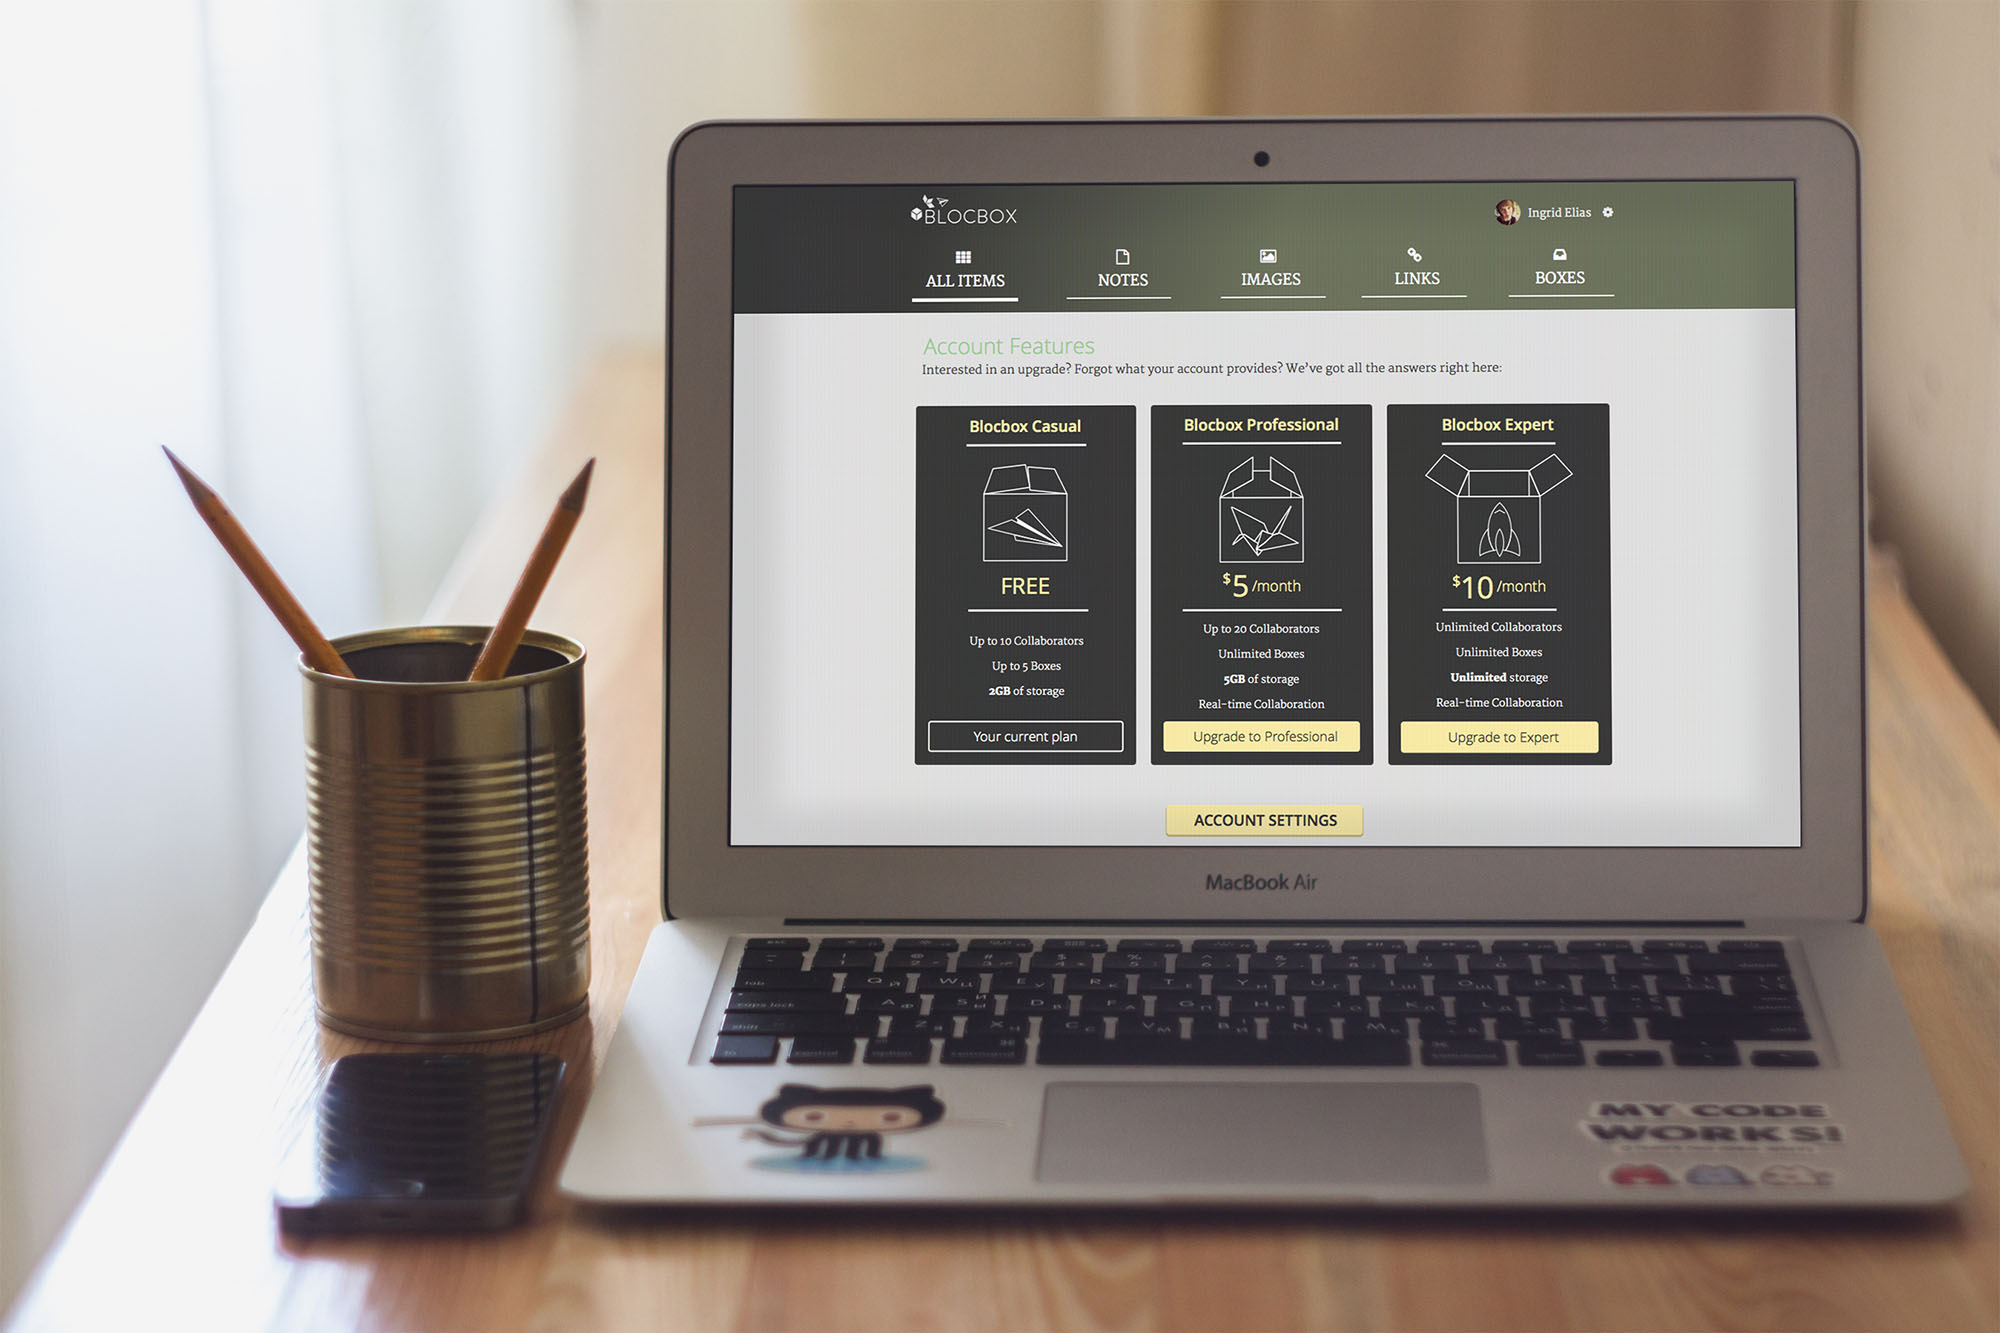 BLOCBOX
Ingrid Elias
ALL ITEMS
NOTES
IMAGES
LINKS
BOXES
Account Features
Interested in an upgrade? Forgot what your account provides? We've got all the answers right here:
Blocbox Casual
FREE
Up to 10 Collaborators
Up to 5 Boxes
2GB of storage
Your current plan
Blocbox Professional
$5/month
Up to 20 Collaborators
Unlimited Boxes
5GB of storage
Real-time Collaboration
Upgrade to Professional
Blocbox Expert
$10/month
Unlimited Collaborators
Unlimited Boxes
Unlimited storage
Real-time Collaboration
Upgrade to Expert
ACCOUNT SETTINGS
MacBook Air
MY CODE
WORKS!